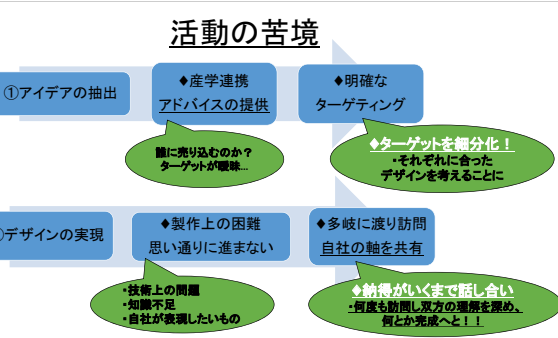 活動の苦境
①アイデアの抽出
◆産学連携
アドバイスの提供
◆明確な
ターゲティング
誰に売り込むのか？
ターゲットが曖昧…
◆ターゲットを細分化！
・それぞれに合った
デザインを考えることに
デザインの実現
◆製作上の困難
思い通りに進まない
◆多岐に渡り訪問
自社の軸を共有
・技術上の問題
・知識不足
・自社が表現したいもの
◆納得がいくまで話し合い
・何度も訪問し双方の理解を深め、
何とか完成へと！！